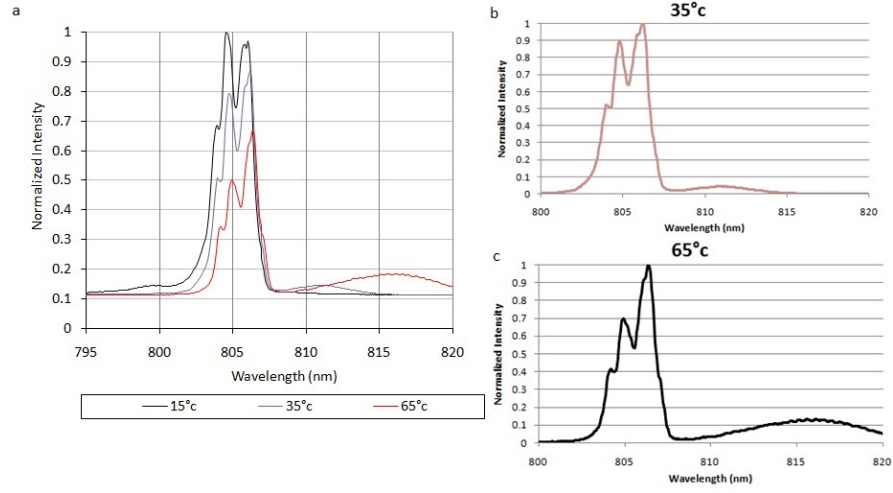 a
1
0.9
0.8
0.7
0.6
0.5
0.4
0.3
0.2
0.1
0
Normalized Intensity
795 800 805 810 815 820
Wavelength (nm)
15°c 35°c 65°c
b
35°c
1
0.9
0.8
0.7
0.6
0.5
0.4
0.3
0.2
0.1
0
Normalized Intensity
800 805 810 815 820
Wavelength (nm)
c
65°c
1
0.9
0.8
0.7
0.6
0.5
0.4
0.3
0.2
0.1
0
Normalized Intensity
800 805 810 815 820
Wavelength (nm)